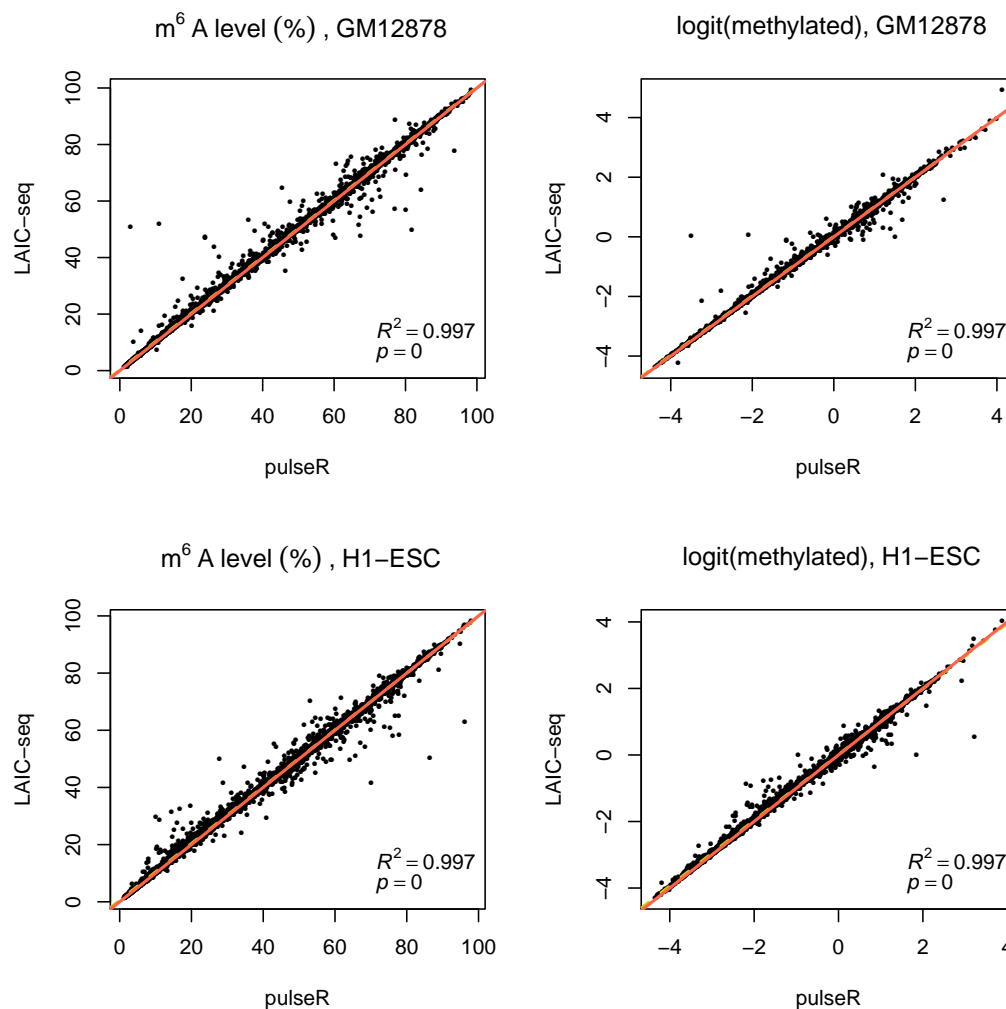 m⁶ A level (%) , GM12878
100
80
60
40
20
0
LAIC−seq
R² = 0.997
p = 0
0 20 40 60 80 100
pulseR
logit(methylated), GM12878
4
2
0
−2
−4
LAIC−seq
R² = 0.997
p = 0
−4 −2 0 2 4
pulseR
m⁶ A level (%) , H1−ESC
100
80
60
40
20
0
LAIC−seq
R² = 0.997
p = 0
0 20 40 60 80 100
pulseR
logit(methylated), H1−ESC
4
2
0
−2
−4
LAIC−seq
R² = 0.997
p = 0
−4 −2 0 2 4
pulseR